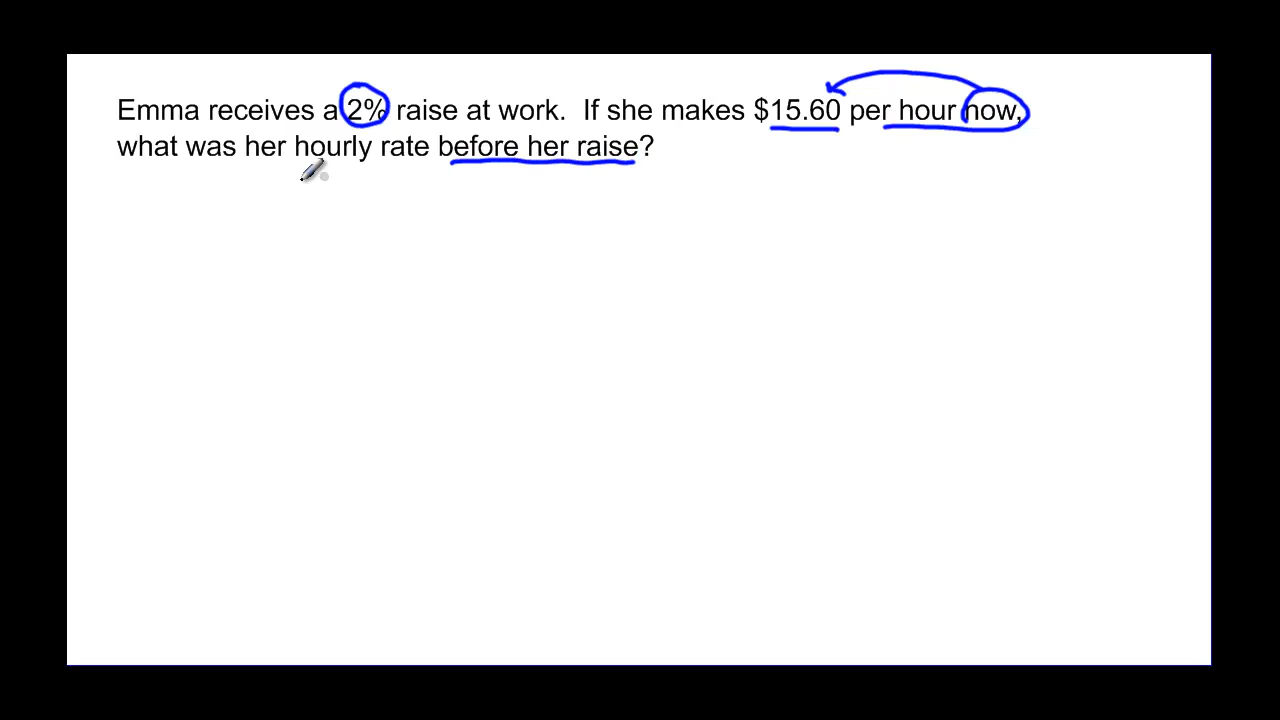 Emma receives a 2% raise at work.  If she makes $15.60 per hour now,
what was her hourly rate before her raise?